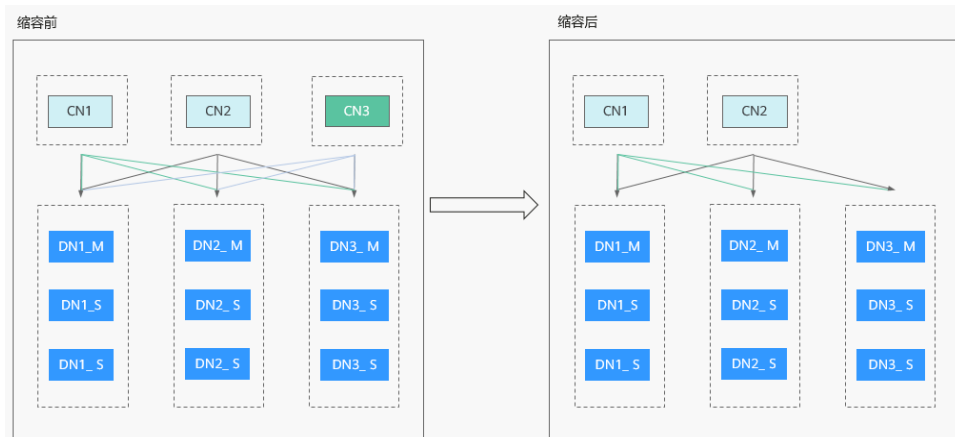 缩容前
缩容后
CN1 CN2 CN3
CN1 CN2
DN1_M DN2_ M DN3_ M
DN1_S DN2_ S DN3_ S
DN1_ S DN2_ S DN3_ S
DN1_M DN2_ M DN3_ M
DN1_S DN2_ S DN3_ S
DN1_ S DN2_ S DN3_ S